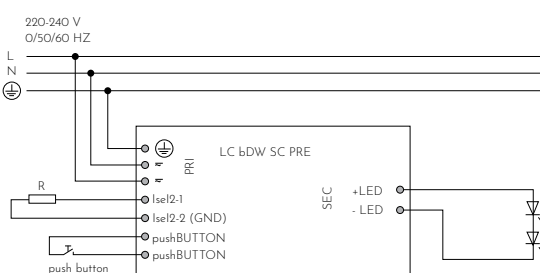 220-240 V
0/50/60 HZ
L
N
LC bDW SC PRE
PRI
SEC
+LED
- LED
R
Isel2-1
Isel2-2 (GND)
pushBUTTON
pushBUTTON
push button